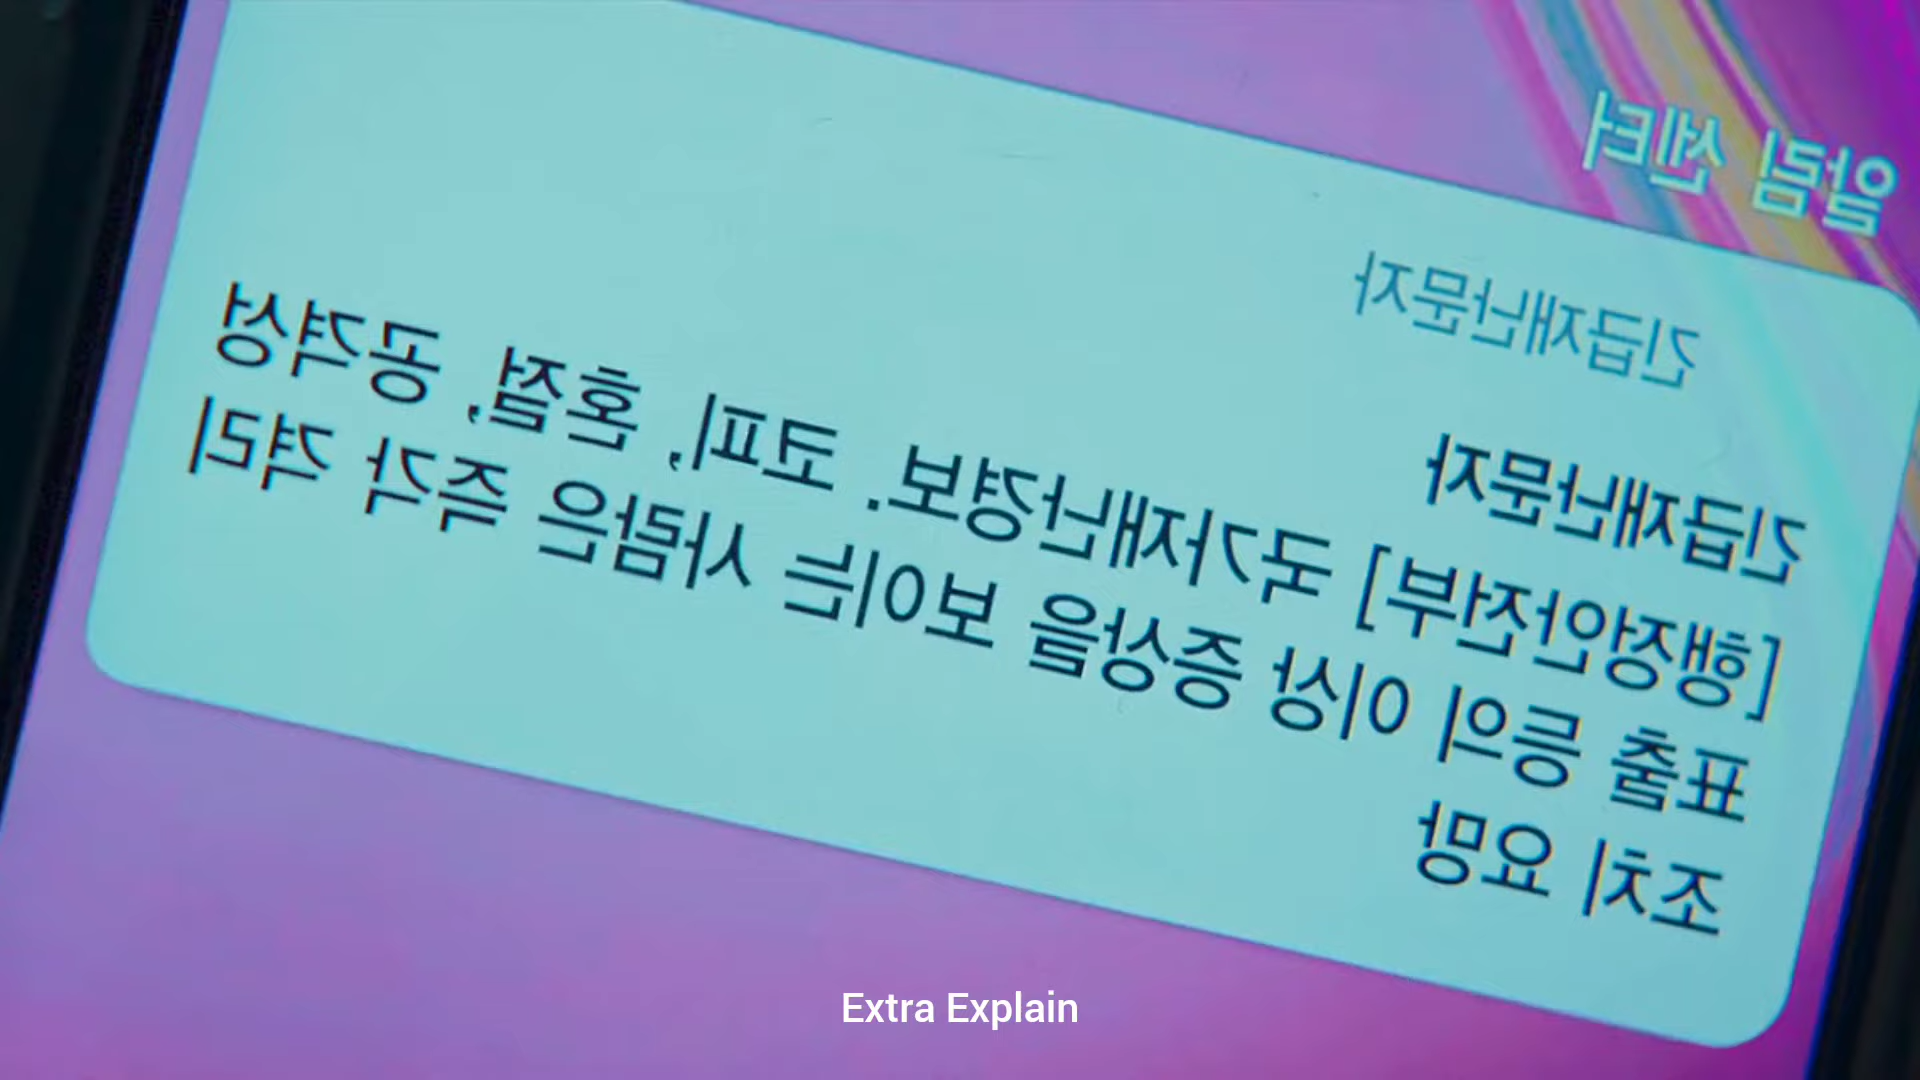 알림 센터
긴급재난문자
긴급재난문자
[행정안전부] 국가재난경보. 코피, 혼절, 공격성
표출 등의 이상 증상을 보이는 사람은 즉각 격리
조치 요망
Extra Explain